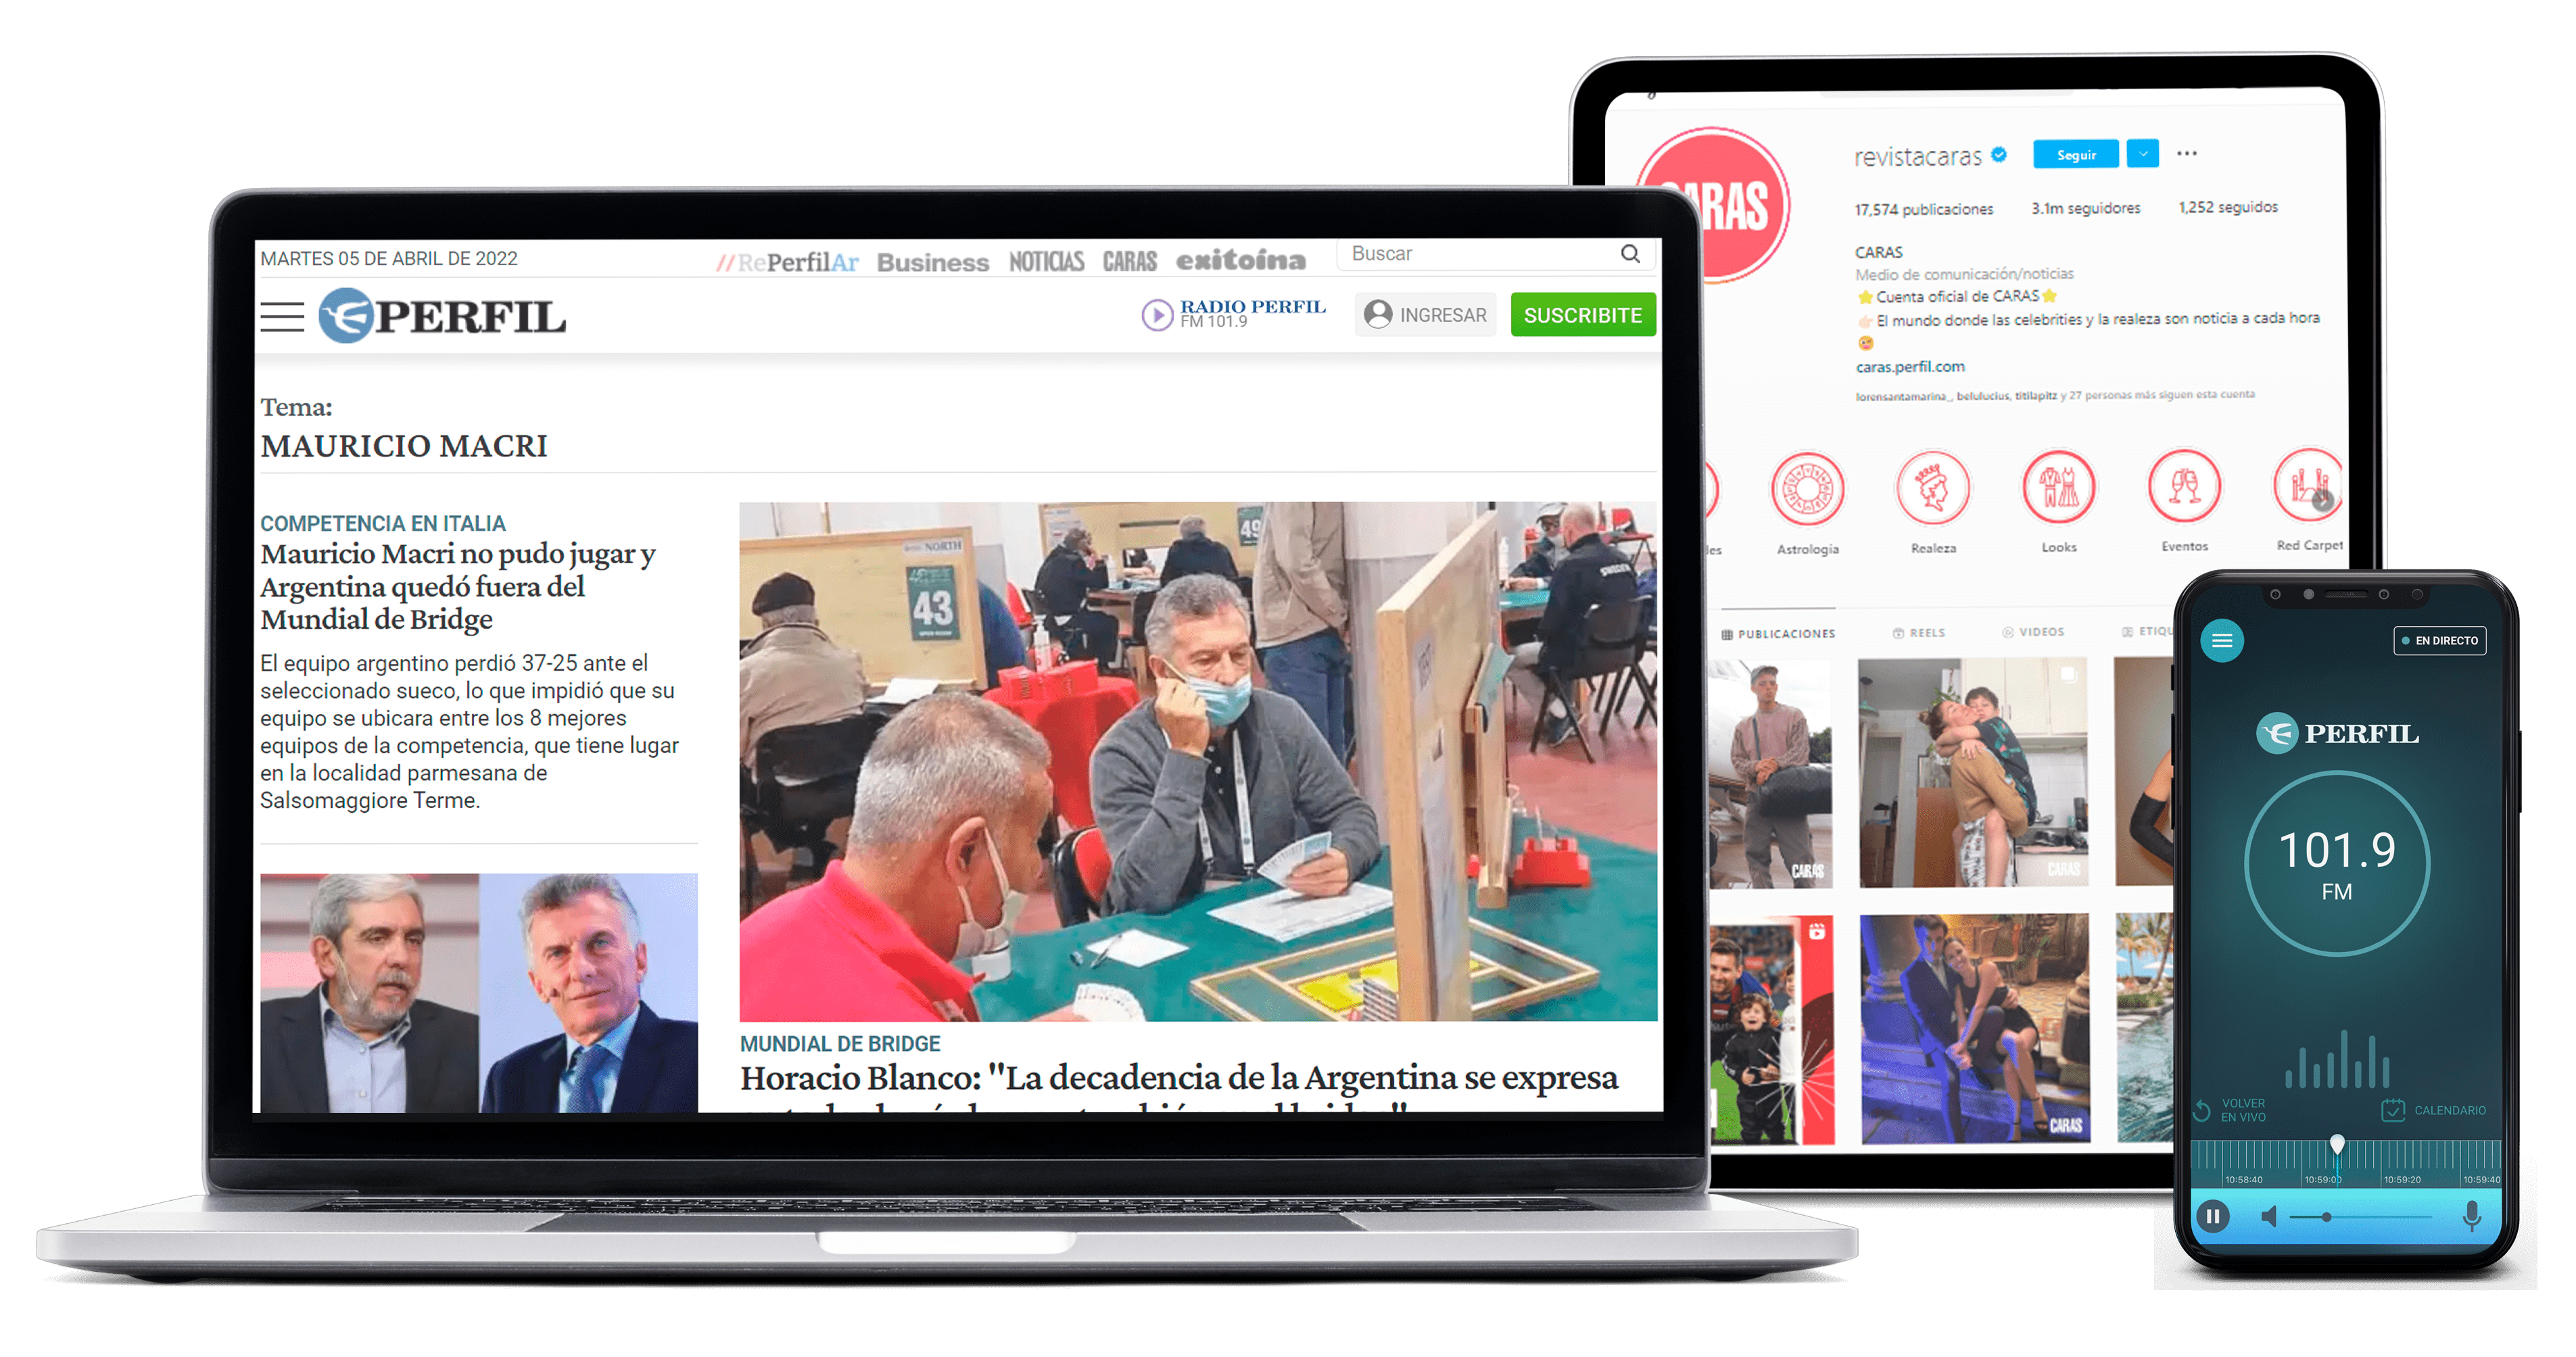 MARTES 05 DE ABRIL DE 2022
//RePerfilAr Business NOTICIAS CARAS exitoína
Buscar
PERFIL
RADIO PERFIL
FM 101.9
INGRESAR
SUSCRIBITE
Tema:
MAURICIO MACRI
COMPETENCIA EN ITALIA
Mauricio Macri no pudo jugar y
Argentina quedó fuera del
Mundial de Bridge
El equipo argentino perdió 37-25 ante el
seleccionado sueco, lo que impidió que su
equipo se ubicara entre los 8 mejores
equipos de la competencia, que tiene lugar
en la localidad parmesana de
Salsomaggiore Terme.
NORTH
43
49
SWEDEN
MUNDIAL DE BRIDGE
Horacio Blanco: "La decadencia de la Argentina se expresa
revistacaras
Seguir
17,574 publicaciones 3.1m seguidores 1,252 seguidos
CARAS
Medio de comunicación/noticias
⭐Cuenta oficial de CARAS⭐
👉🏻El mundo donde las celebrities y la realeza son noticia a cada hora
😉
caras.perfil.com
lorensantamarina_, belulucius, titilapitz y 27 personas más siguen esta cuenta
ARAS
les
Astrología
Realeza
Looks
Eventos
Red Carpet
PUBLICACIONES
REELS
VIDEOS
ETIQU
CARAS
CARAS
CARAS
EN DIRECTO
PERFIL
101.9
FM
VOLVER
EN VIVO
CALENDARIO
10:58:40 10:59:00 10:59:20 10:59:40